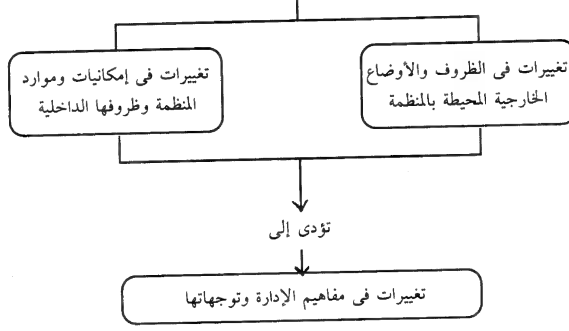 تغييرات فى الظروف والأوضاع
الخارجية المحيطة بالمنظمة
تغييرات فى إمكانيات وموارد
المنظمة وظروفها الداخلية
تؤدى إلى
تغييرات فى مفاهيم الإدارة وتوجهاتها